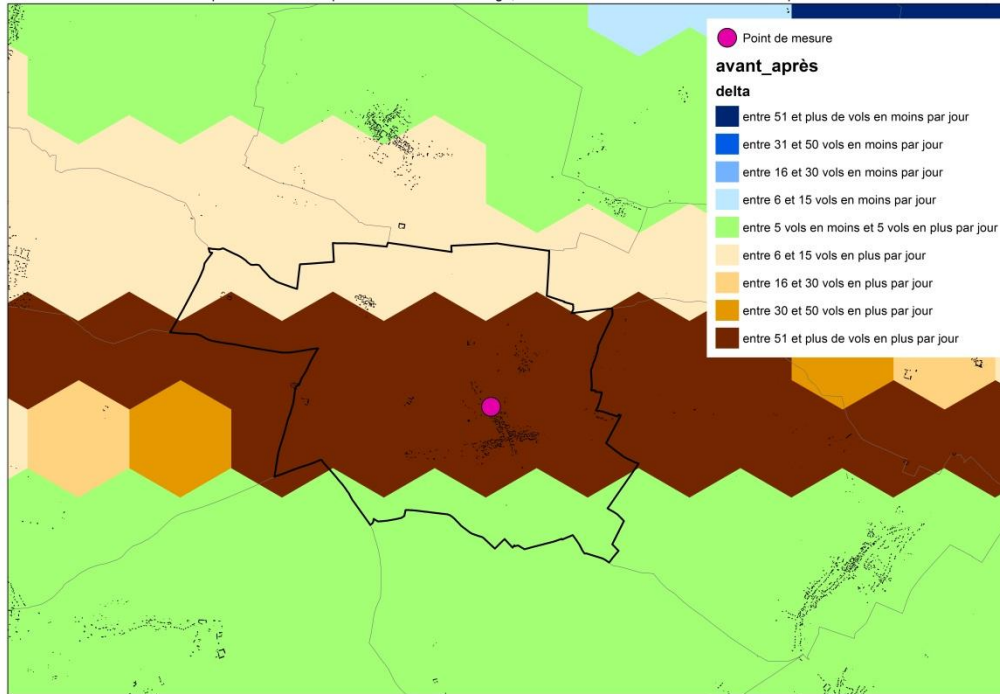 Point de mesure
avant_après
delta
entre 51 et plus de vols en moins par jour
entre 31 et 50 vols en moins par jour
entre 16 et 30 vols en moins par jour
entre 6 et 15 vols en moins par jour
entre 5 vols en moins et 5 vols en plus par jour
entre 6 et 15 vols en plus par jour
entre 16 et 30 vols en plus par jour
entre 30 et 50 vols en plus par jour
entre 51 et plus de vols en plus par jour